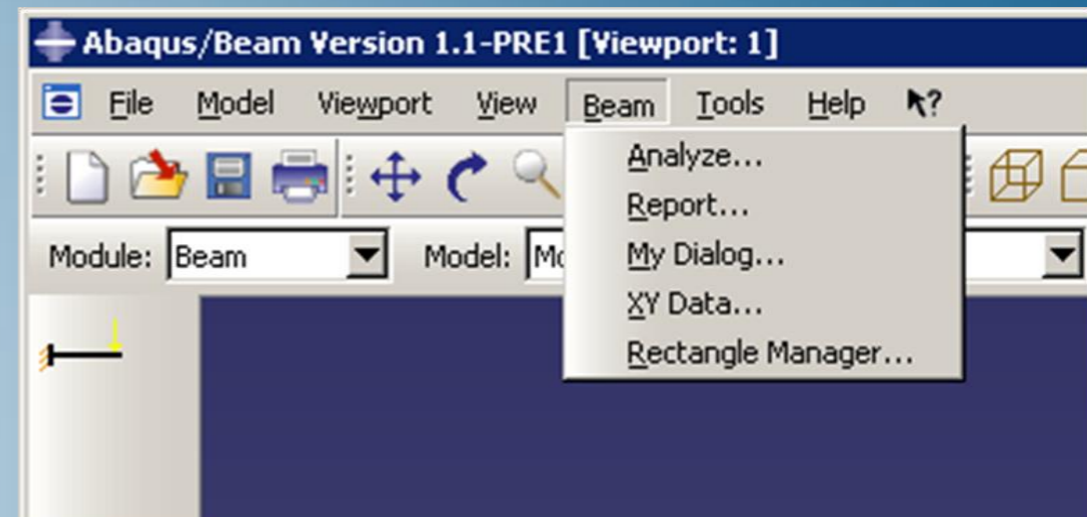 Abaqus/Beam Version 1.1-PRE1 [Viewport: 1]
File Model Viewport View Beam Tools Help ?
Analyze...
Report...
My Dialog...
XY Data...
Rectangle Manager...
Module: Beam Model: